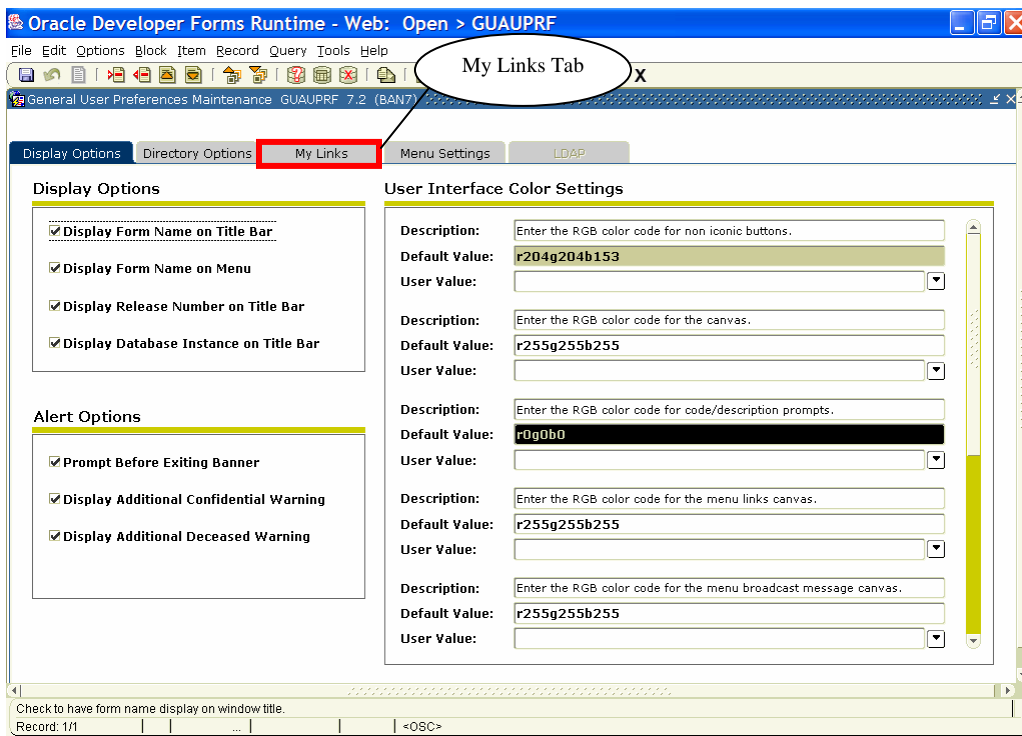 Oracle Developer Forms Runtime - Web: Open > GUAUPRF
File Edit Options Block Item Record Query Tools Help
My Links Tab
X
General User Preferences Maintenance GUAUPRF 7.2 (BAN7)
Display Options Directory Options My Links Menu Settings LDAP
Display Options
Display Form Name on Title Bar
Display Form Name on Menu
Display Release Number on Title Bar
Display Database Instance on Title Bar
Alert Options
Prompt Before Exiting Banner
Display Additional Confidential Warning
Display Additional Deceased Warning
User Interface Color Settings
Description: Enter the RGB color code for non iconic buttons.
Default Value: r204g204b153
User Value:
Description: Enter the RGB color code for the canvas.
Default Value: r255g255b255
User Value:
Description: Enter the RGB color code for code/description prompts.
Default Value: r0g0b0
User Value:
Description: Enter the RGB color code for the menu links canvas.
Default Value: r255g255b255
User Value:
Description: Enter the RGB color code for the menu broadcast message canvas.
Default Value: r255g255b255
User Value:
Check to have form name display on window title.
Record: 1/1 ... <OSC>